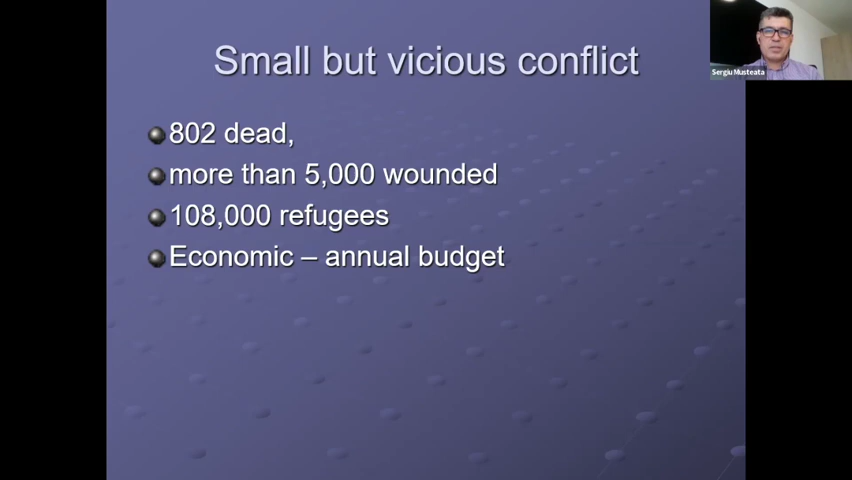 Small but vicious conflict
Sergiu Musteata
802 dead,
more than 5,000 wounded
108,000 refugees
Economic – annual budget